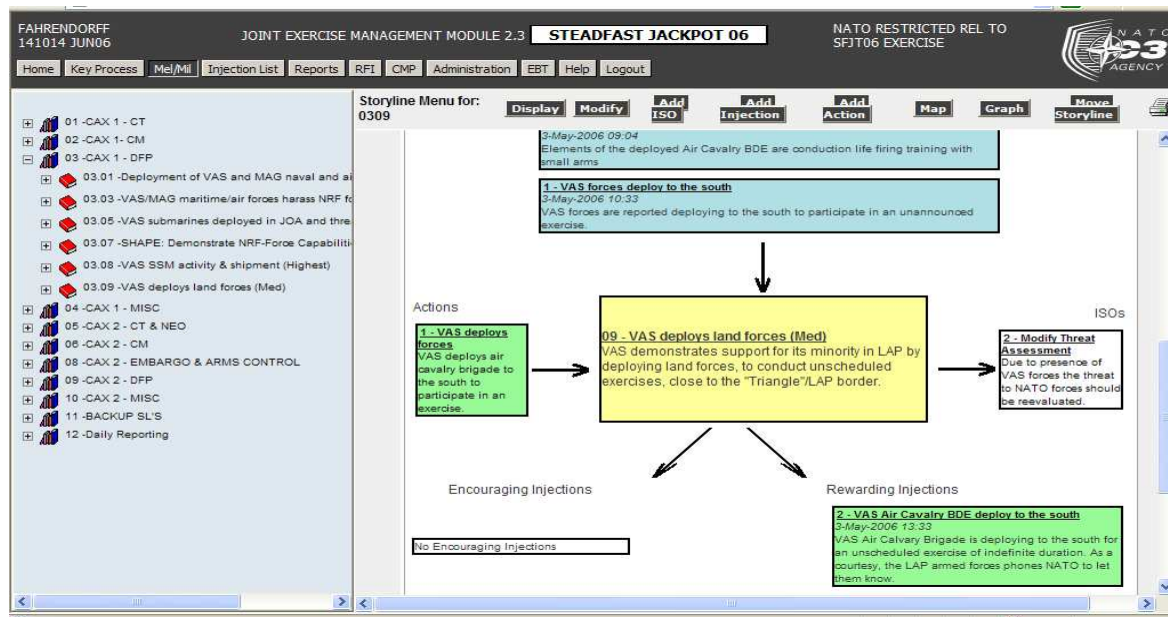 FAHRENDORFF
141014 JUN06
JOINT EXERCISE MANAGEMENT MODULE 2.3
STEADFAST JACKPOT 06
NATO RESTRICTED REL TO
SFJT06 EXERCISE
NATO
C3
AGENCY
Home Key Process Mel/Mil Injection List Reports RFI CMP Administration EBT Help Logout
01 -CAX 1 - CT
02 -CAX 1- CM
03 -CAX 1 - DFP
03.01 -Deployment of VAS and MAG naval and ai
03.03 -VAS/MAG maritime/air forces harass NRF fo
03.05 -VAS submarines deployed in JOA and thre
03.07 -SHAPE: Demonstrate NRF-Force Capabiliti
03.08 -VAS SSM activity & shipment (Highest)
03.09 -VAS deploys land forces (Med)
04 -CAX 1 - MISC
05 -CAX 2 - CT & NEO
06 -CAX 2 - CM
08 -CAX 2 - EMBARGO & ARMS CONTROL
09 -CAX 2 - DFP
10 -CAX 2 - MISC
11 -BACKUP SL'S
12 -Daily Reporting
Storyline Menu for:
0309
Display Modify Add ISO Add Injection Add Action Map Graph Move Storyline
3-May-2006 09:04
Elements of the deployed Air Cavalry BDE are conduction life firing training with
small arms
1 - VAS forces deploy to the south
3-May-2006 10:33
VAS forces are reported deploying to the south to participate in an unannounced
exercise.
Actions
1 - VAS deploys
forces
VAS deploys air
cavalry brigade to
the south to
participate in an
exercise.
09 - VAS deploys land forces (Med)
VAS demonstrates support for its minority in LAP by
deploying land forces, to conduct unscheduled
exercises, close to the "Triangle"/LAP border.
ISOs
2 - Modify Threat
Assessment
Due to presence of
VAS forces the threat
to NATO forces should
be reevaluated.
Encouraging Injections
No Encouraging Injections
Rewarding Injections
2 - VAS Air Cavalry BDE deploy to the south
3-May-2006 13:33
VAS Air Calvary Brigade is deploying to the south for
an unscheduled exercise of indefinite duration. As a
courtesy, the LAP armed forces phones NATO to let
them know.